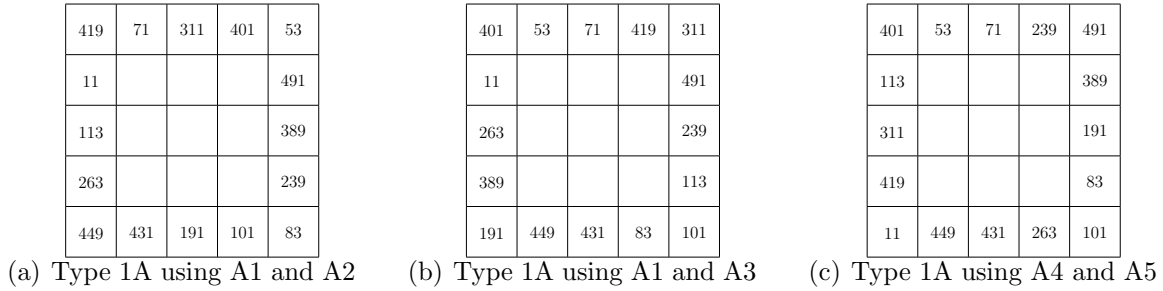 419 71 311 401 53
11 491
113 389
263 239
449 431 191 101 83
(a) Type 1A using A1 and A2
401 53 71 419 311
11 491
263 239
389 113
191 449 431 83 101
(b) Type 1A using A1 and A3
401 53 71 239 491
113 389
311 191
419 83
11 449 431 263 101
(c) Type 1A using A4 and A5